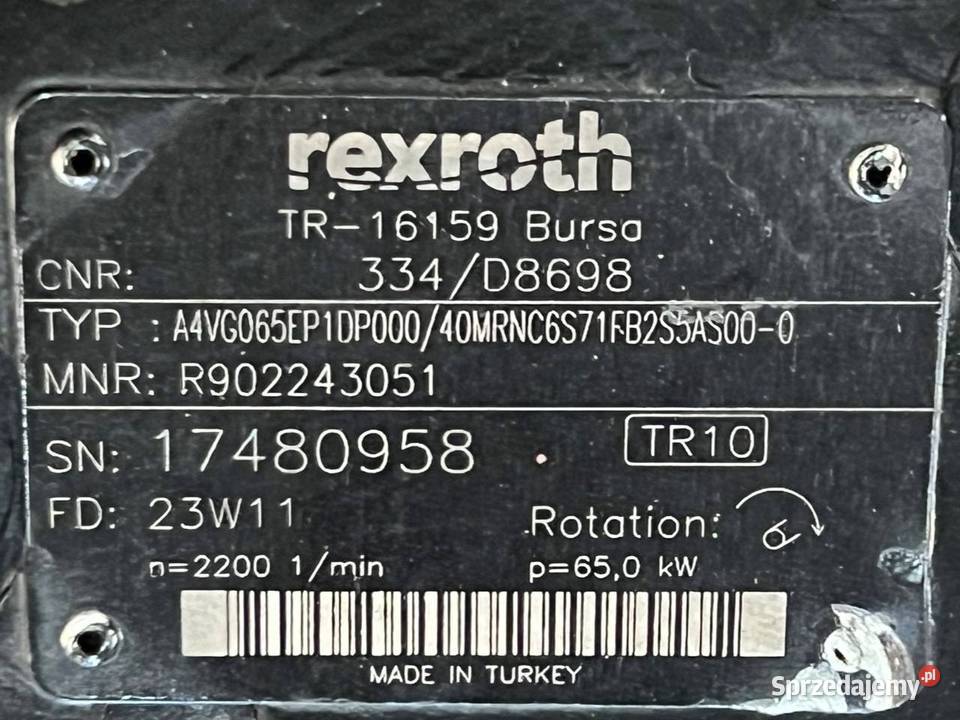 rexroth
TR-16159 Bursa
CNR: 334/D8698
TYP : A4VG065EP1DP000/40MRNC6S71FB2S5AS00-0
MNR: R902243051
SN: 17480958 TR10
FD: 23W11
Rotation:
n=2200 1/min p=65,0 kW
MADE IN TURKEY
Sprzedajemy.pl